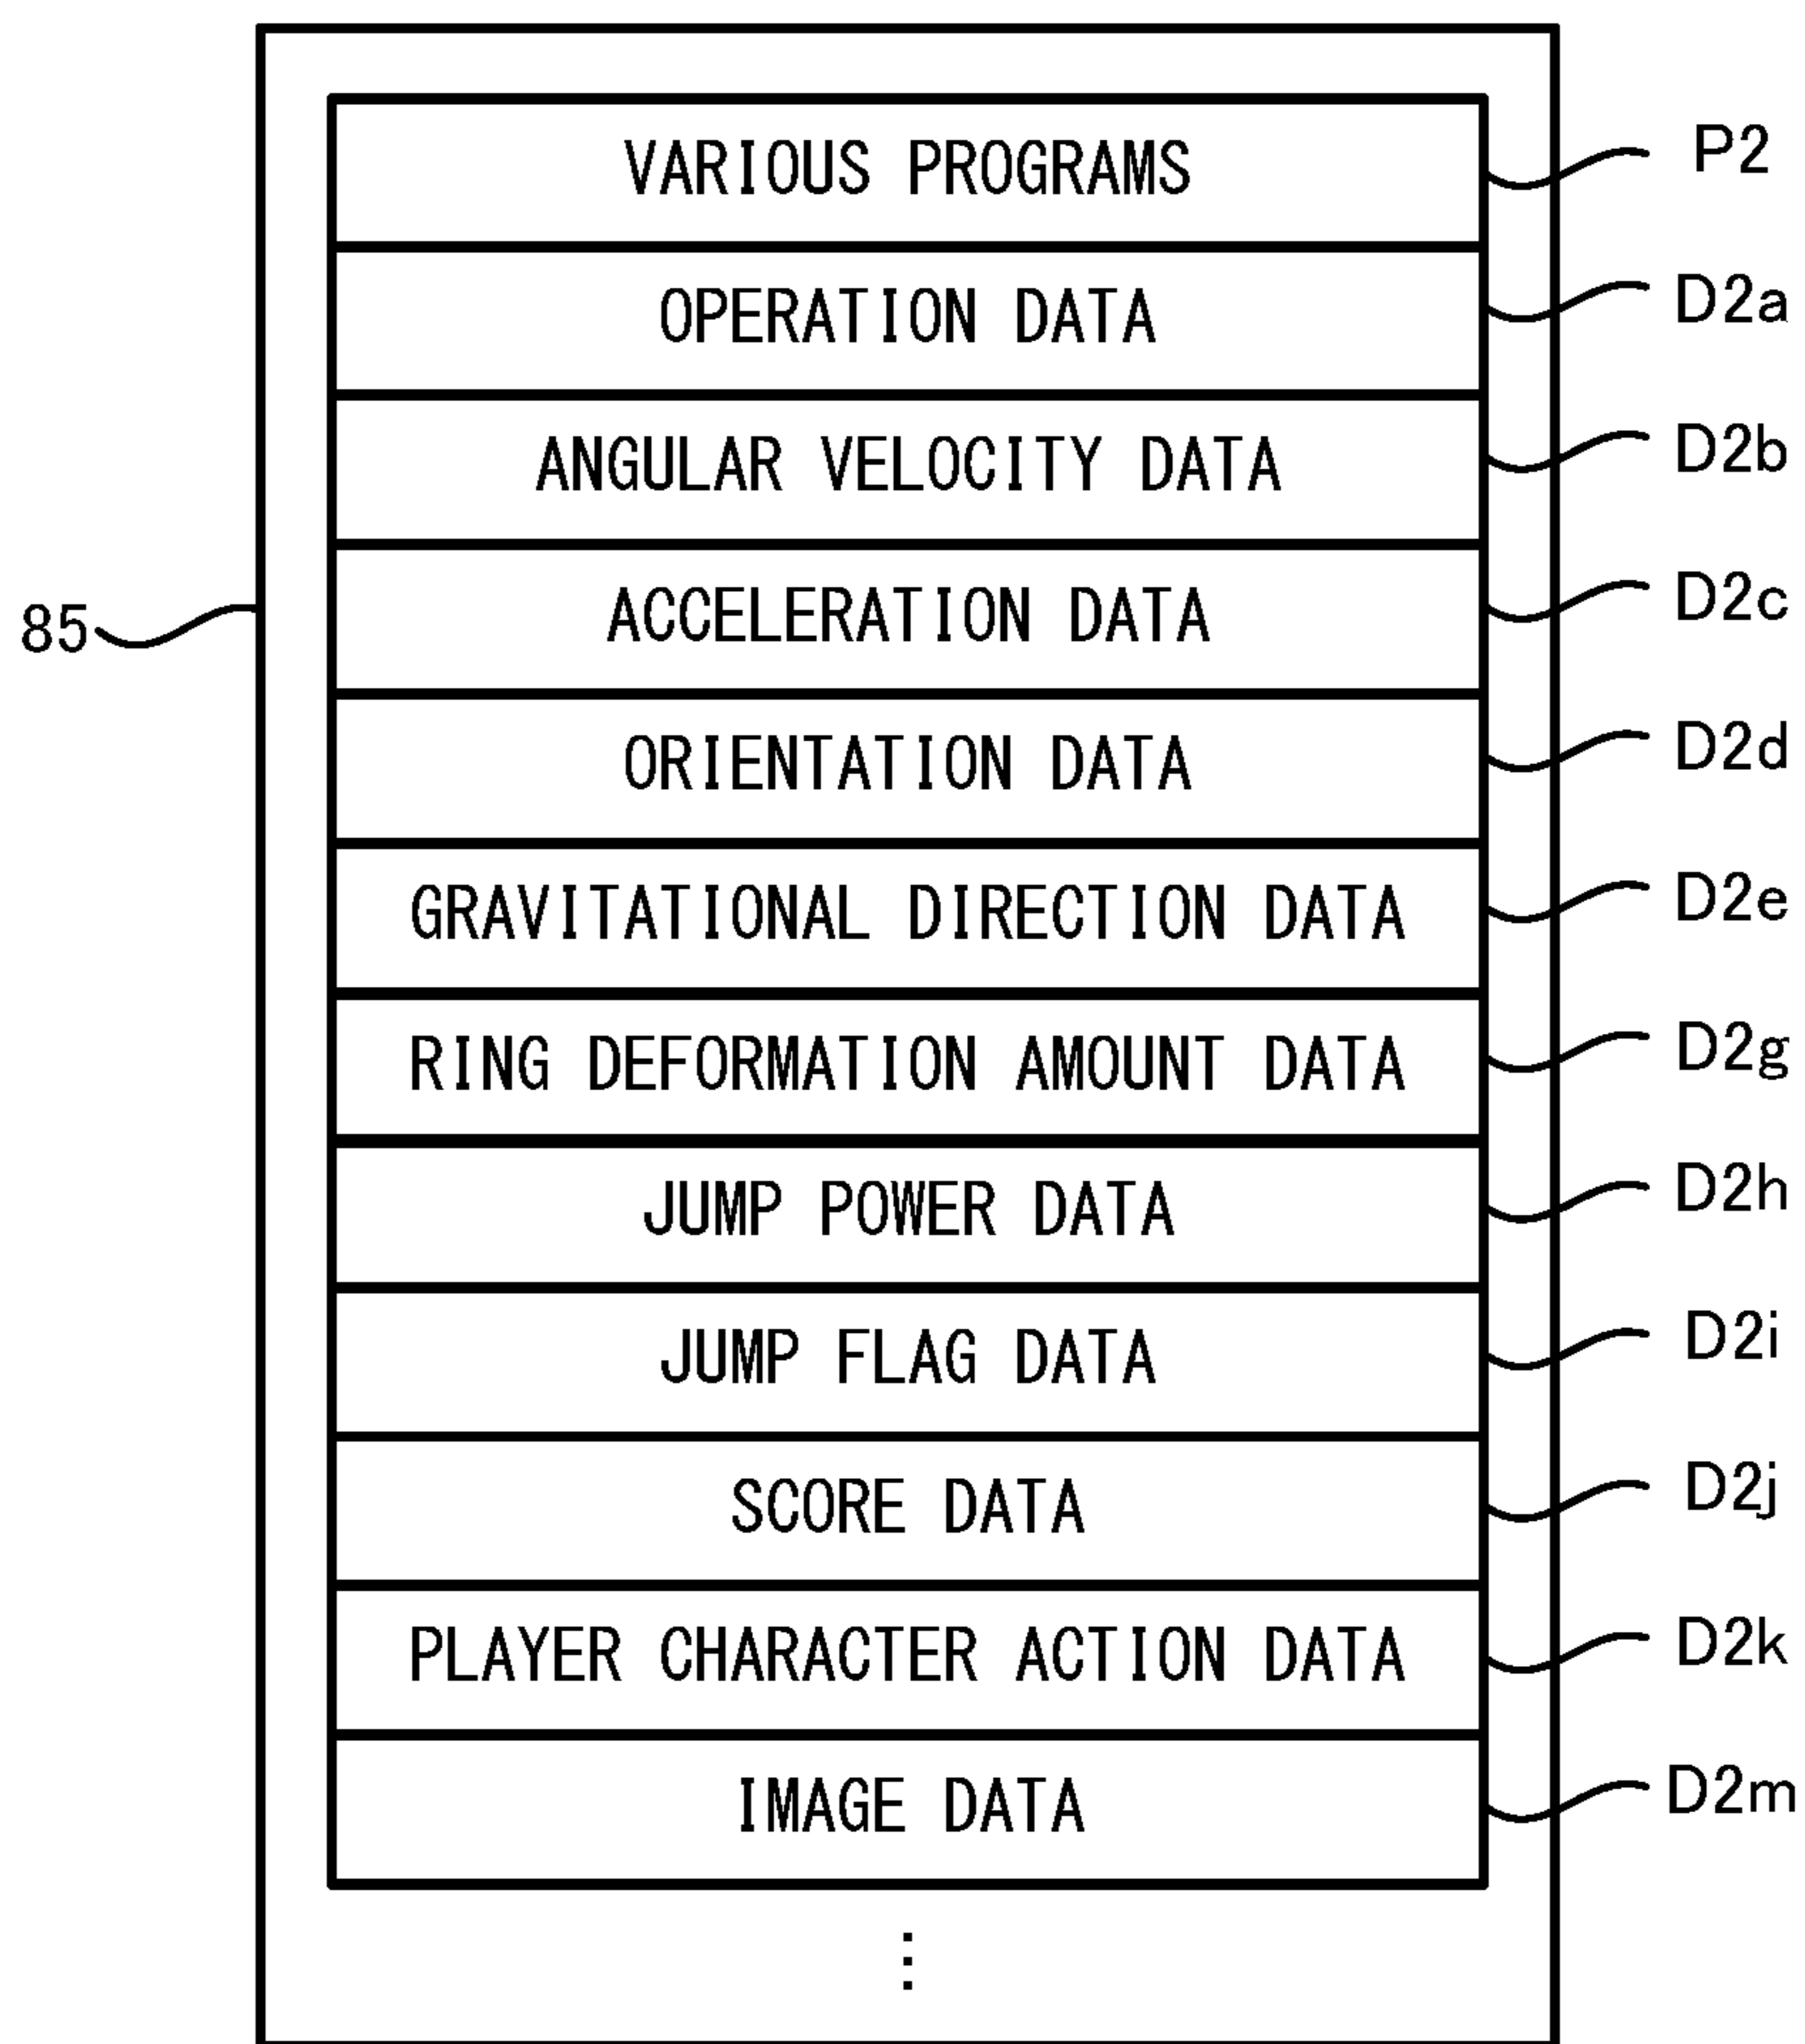 VARIOUS PROGRAMS P2
OPERATION DATA D2a
ANGULAR VELOCITY DATA D2b
ACCELERATION DATA D2c
85
ORIENTATION DATA D2d
GRAVITATIONAL DIRECTION DATA D2e
RING DEFORMATION AMOUNT DATA D2g
JUMP POWER DATA D2h
JUMP FLAG DATA D2i
SCORE DATA D2j
PLAYER CHARACTER ACTION DATA D2k
IMAGE DATA D2m
⋮